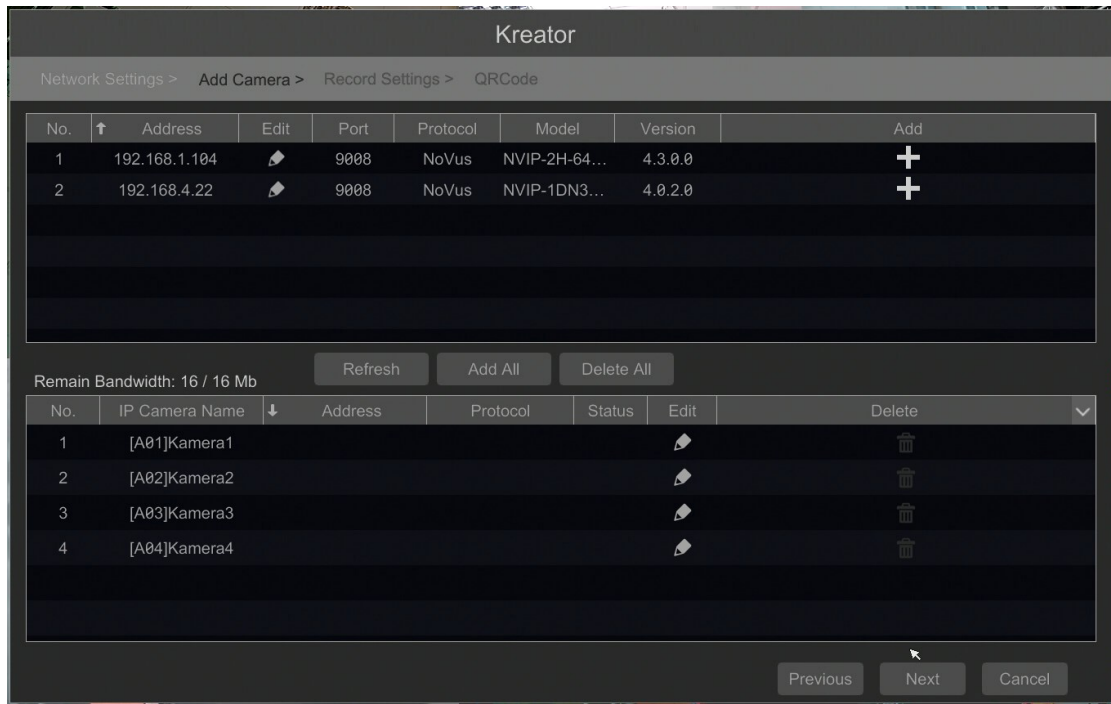 Kreator
Network Settings > Add Camera > Record Settings > QRCode
No. Address Edit Port Protocol Model Version Add
1 192.168.1.104 9008 NoVus NVIP-2H-64... 4.3.0.0
2 192.168.4.22 9008 NoVus NVIP-1DN3... 4.0.2.0
Refresh Add All Delete All
Remain Bandwidth: 16 / 16 Mb
No. IP Camera Name Address Protocol Status Edit Delete
1 [A01]Kamera1
2 [A02]Kamera2
3 [A03]Kamera3
4 [A04]Kamera4
Previous Next Cancel